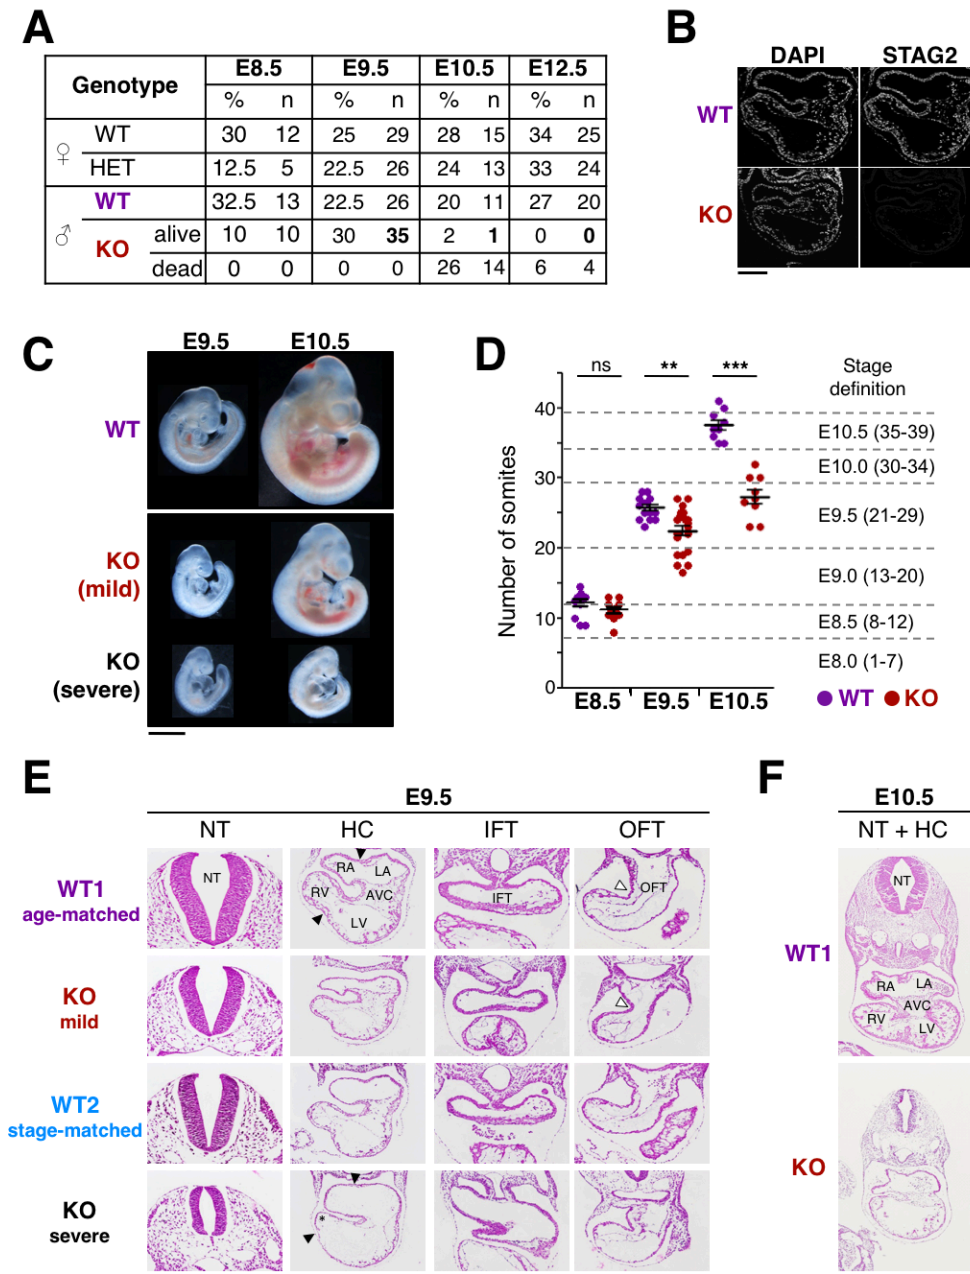 A
Genotype E8.5 E9.5 E10.5 E12.5
% n % n % n % n
♀ WT 30 12 25 29 28 15 34 25
HET 12.5 5 22.5 26 24 13 33 24
♂ WT 32.5 13 22.5 26 20 11 27 20
KO alive 10 10 30 35 2 1 0 0
dead 0 0 0 0 26 14 6 4
B
DAPI STAG2
WT
KO
C
E9.5 E10.5
WT
KO
(mild)
KO
(severe)
D
ns ** *** Stage
definition
Number of somites
40
30
20
10
0
E10.5 (35-39)
E10.0 (30-34)
E9.5 (21-29)
E9.0 (13-20)
E8.5 (8-12)
E8.0 (1-7)
E8.5 E9.5 E10.5
WT KO
E
E9.5
NT HC IFT OFT
WT1
age-matched
NT
RA LA
RV AVC
LV
IFT
OFT
KO
mild
WT2
stage-matched
KO
severe
*
F
E10.5
NT + HC
WT1
NT
RA LA
AVC
RV LV
KO